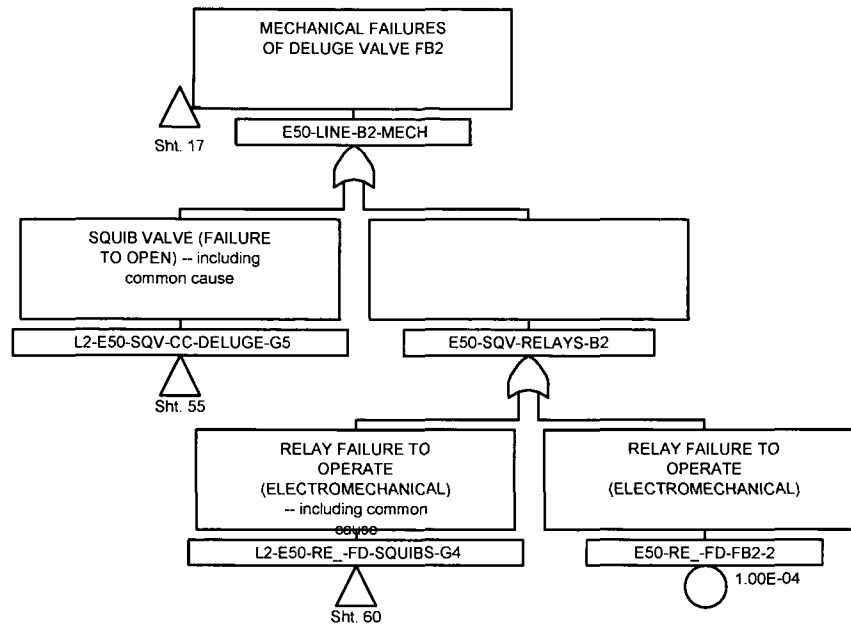 MECHANICAL FAILURES
OF DELUGE VALVE FB2
Sht. 17
E50-LINE-B2-MECH
SQUIB VALVE (FAILURE
TO OPEN) -- including
common cause
L2-E50-SQV-CC-DELUGE-G5
Sht. 55
E50-SQV-RELAYS-B2
RELAY FAILURE TO
OPERATE
(ELECTROMECHANICAL)
-- including common
cause
L2-E50-RE_-FD-SQUIBS-G4
Sht. 60
RELAY FAILURE TO
OPERATE
(ELECTROMECHANICAL)
E50-RE_-FD-FB2-2
1.00E-04